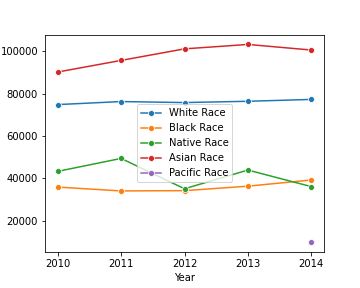 100000
80000
60000
40000
20000
White Race
Black Race
Native Race
Asian Race
Pacific Race
2010 2011 2012 2013 2014
Year